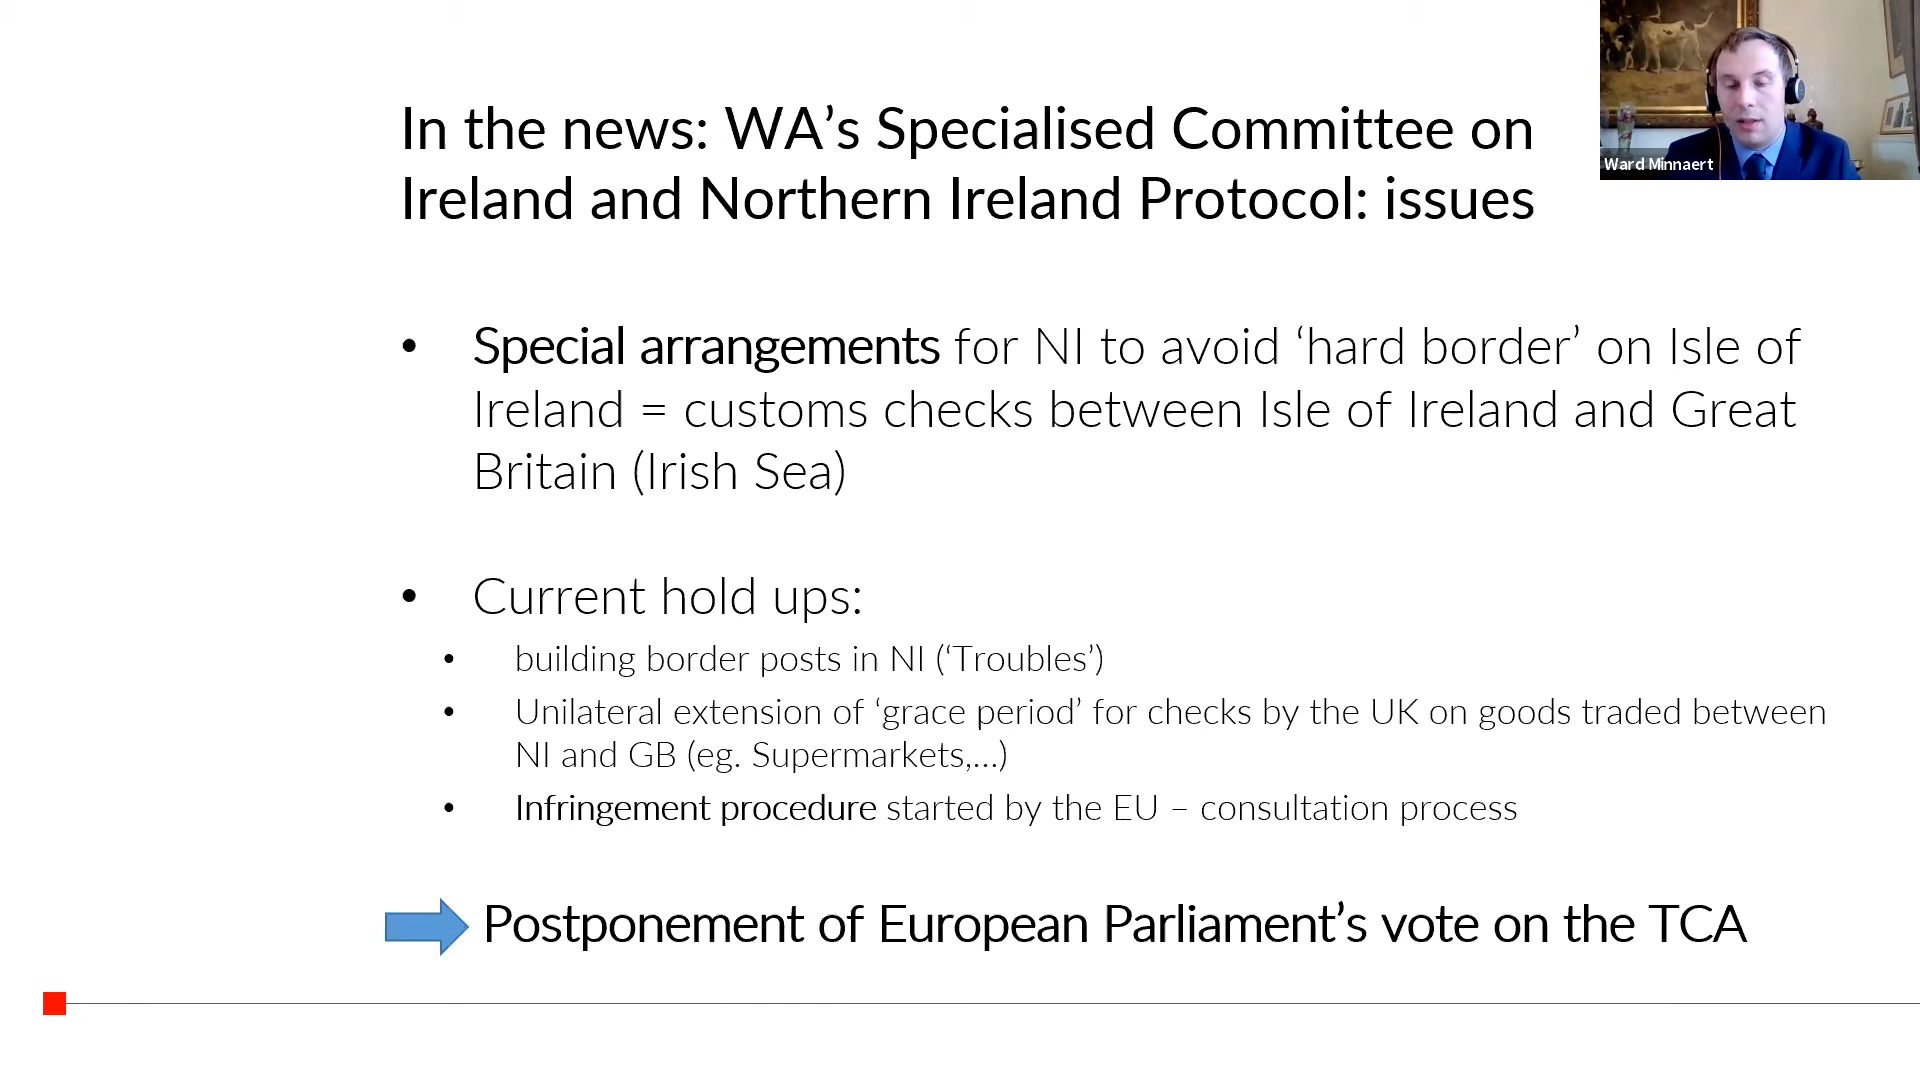 In the news: WA’s Specialised Committee on
Ireland and Northern Ireland Protocol: issues
Ward Minnaert
• Special arrangements for NI to avoid ‘hard border’ on Isle of
Ireland = customs checks between Isle of Ireland and Great
Britain (Irish Sea)
• Current hold ups:
• building border posts in NI (‘Troubles’)
• Unilateral extension of ‘grace period’ for checks by the UK on goods traded between
NI and GB (eg. Supermarkets,...)
• Infringement procedure started by the EU – consultation process
Postponement of European Parliament’s vote on the TCA